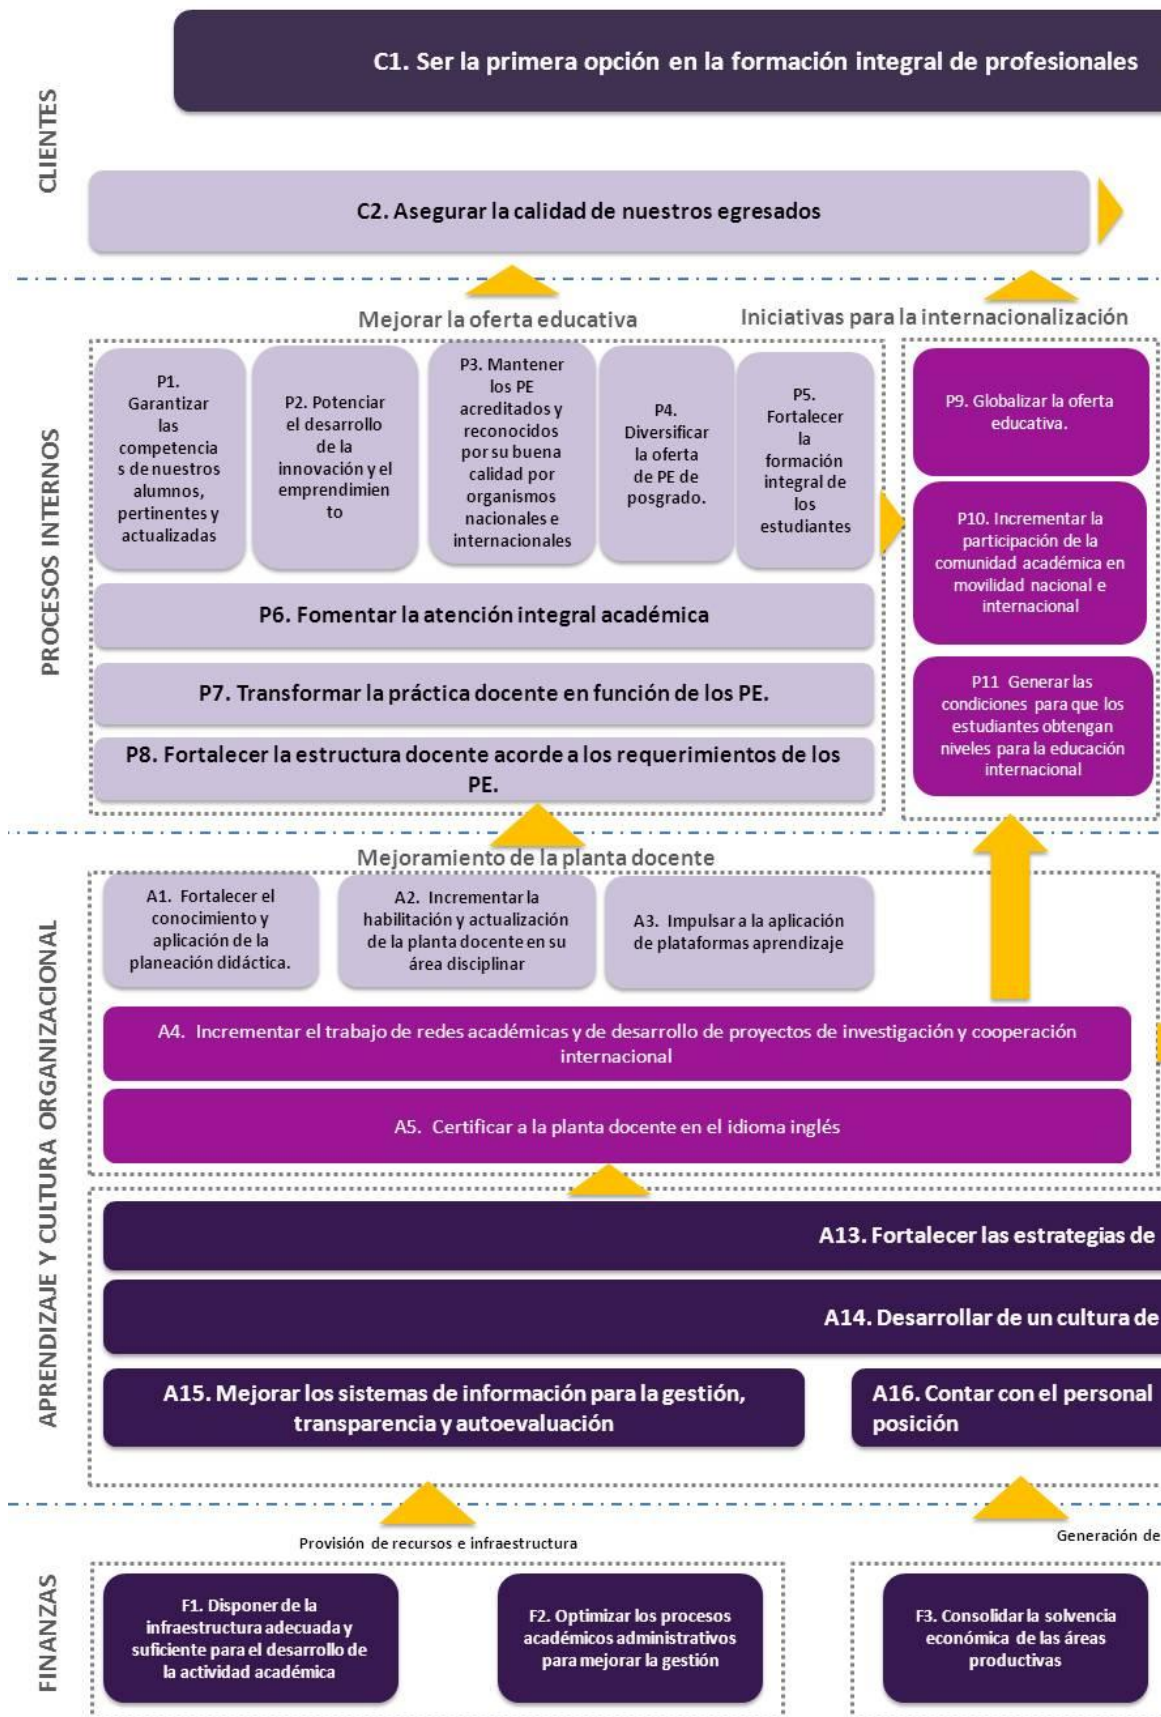 CLIENTES
C1. Ser la primera opción en la formación integral de profesionales
C2. Asegurar la calidad de nuestros egresados
PROCESOS INTERNOS
Mejorar la oferta educativa
P1.
Garantizar
las
competencia
s de nuestros
alumnos,
pertinentes y
actualizadas
P2. Potenciar
el desarrollo
de la
innovación y el
emprendimien
to
P3. Mantener
los PE
acreditados y
reconocidos
por su buena
calidad por
organismos
nacionales e
internacionales
P4.
Diversificar
la oferta
de PE de
posgrado.
P5.
Fortalecer
la
formación
integral de
los
estudiantes
P6. Fomentar la atención integral académica
P7. Transformar la práctica docente en función de los PE.
P8. Fortalecer la estructura docente acorde a los requerimientos de los
PE.
Iniciativas para la internacionalización
P9. Globalizar la oferta
educativa.
P10. Incrementar la
participación de la
comunidad académica en
movilidad nacional e
internacional
P11 Generar las
condiciones para que los
estudiantes obtengan
niveles para la educación
internacional
APRENDIZAJE Y CULTURA ORGANIZACIONAL
Mejoramiento de la planta docente
A1. Fortalecer el
conocimiento y
aplicación de la
planeación didáctica.
A2. Incrementar la
habilitación y actualización
de la planta docente en su
área disciplinar
A3. Impulsar a la aplicación
de plataformas aprendizaje
A4. Incrementar el trabajo de redes académicas y de desarrollo de proyectos de investigación y cooperación
internacional
A5. Certificar a la planta docente en el idioma inglés
A13. Fortalecer las estrategias de
A14. Desarrollar de un cultura de
A15. Mejorar los sistemas de información para la gestión,
transparencia y autoevaluación
A16. Contar con el personal
posición
FINANZAS
Provisión de recursos e infraestructura
F1. Disponer de la
infraestructura adecuada y
suficiente para el desarrollo de
la actividad académica
F2. Optimizar los procesos
académicos administrativos
para mejorar la gestión
Generación de
F3. Consolidar la solvencia
económica de las áreas
productivas